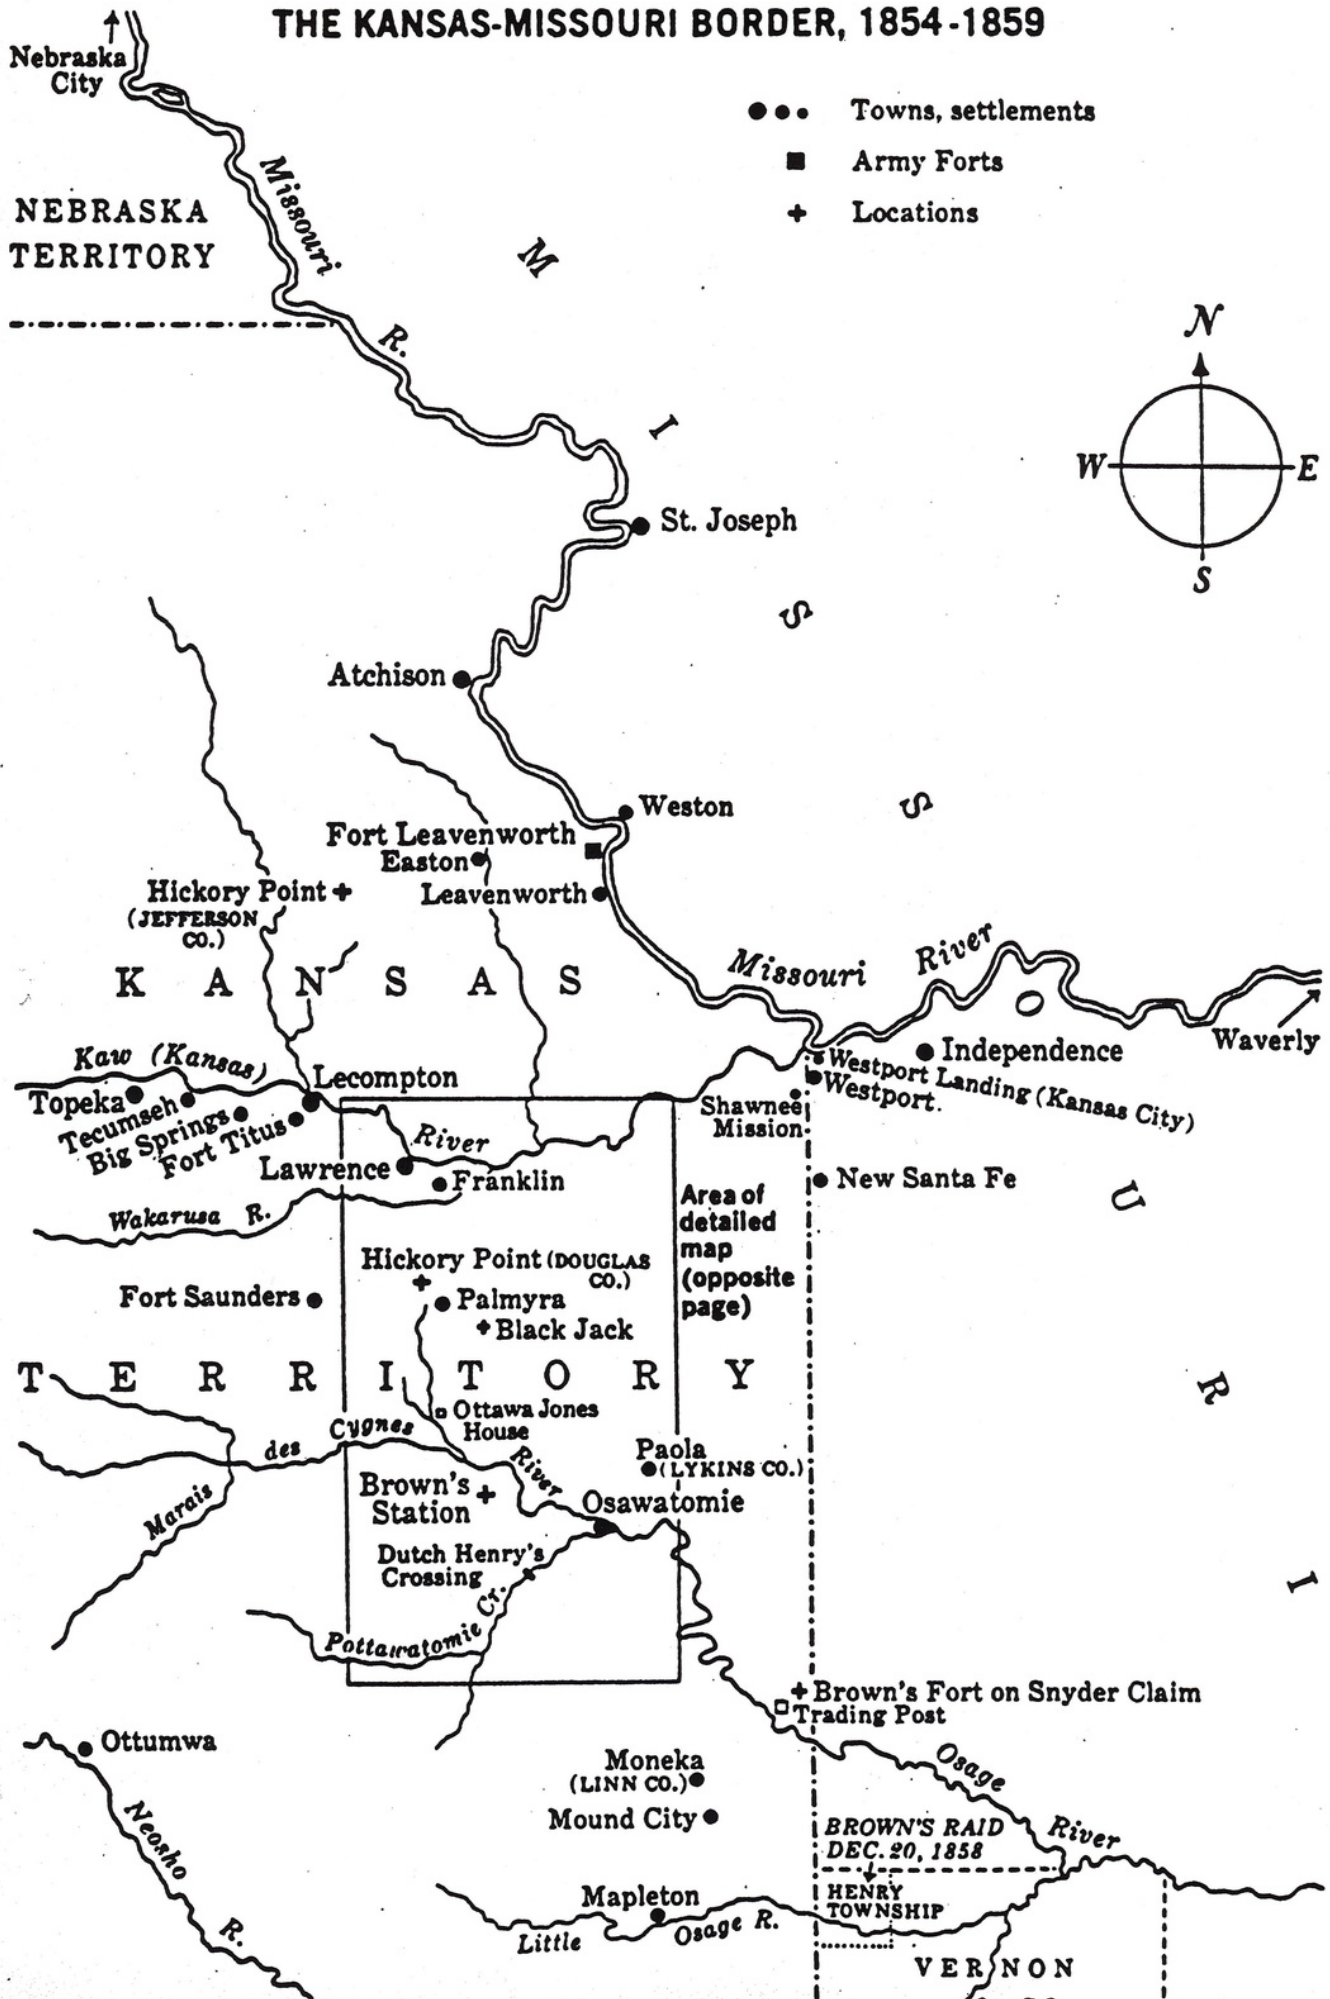 THE KANSAS-MISSOURI BORDER, 1854-1859
Nebraska
City
Towns, settlements
Army Forts
Locations
Missouri
R.
NEBRASKA
TERRITORY
MISSOURI
N
W
E
S
St. Joseph
Atchison
Weston
Fort Leavenworth
Easton
Leavenworth
Hickory Point
(JEFFERSON
CO.)
KANSAS
Missouri
River
Waverly
Kaw (Kansas)
Lecompton
Independence
Westport Landing (Kansas City)
Westport.
Shawnee
Mission
Topeka
Tecumseh
Big Springs
Fort Titus
River
Lawrence
Franklin
New Santa Fe
Wakarusa R.
Area of
detailed
map
(opposite
page)
Hickory Point (DOUGLAS
CO.)
Fort Saunders
Palmyra
Black Jack
TERRITORY
Ottawa Jones
House
Marais
des
Cygnes
River
Paola
(LYKINS CO.)
Brown's
Station
Osawatomie
Dutch Henry's
Crossing
Pottawatomie Cr.
Brown's Fort on Snyder Claim
Trading Post
Ottumwa
Neosho
R.
Moneka
(LINN CO.)
Mound City
Osage
River
BROWN'S RAID
DEC. 20, 1858
HENRY
TOWNSHIP
Mapleton
Little
Osage R.
VERNON